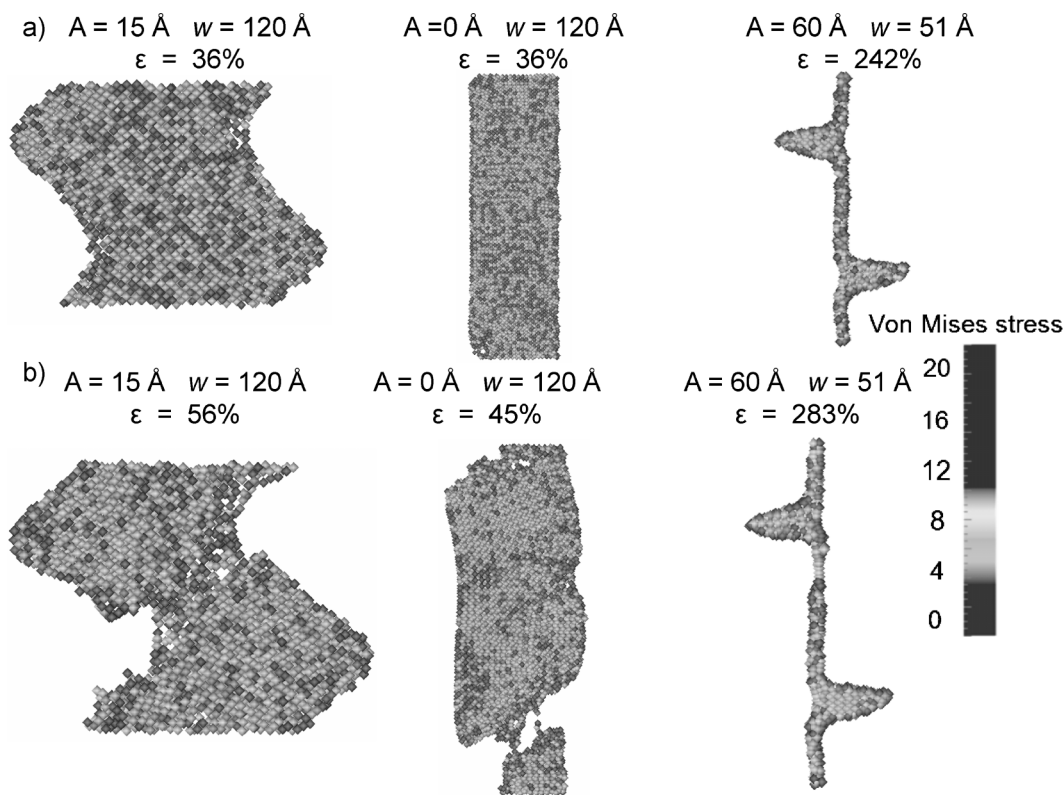 a) A = 15 Å w = 120 Å A =0 Å w = 120 Å A = 60 Å w = 51 Å
ε = 36% ε = 36% ε = 242%
Von Mises stress
b) A = 15 Å w = 120 Å A = 0 Å w = 120 Å A = 60 Å w = 51 Å
ε = 56% ε = 45% ε = 283%
20
16
12
8
4
0